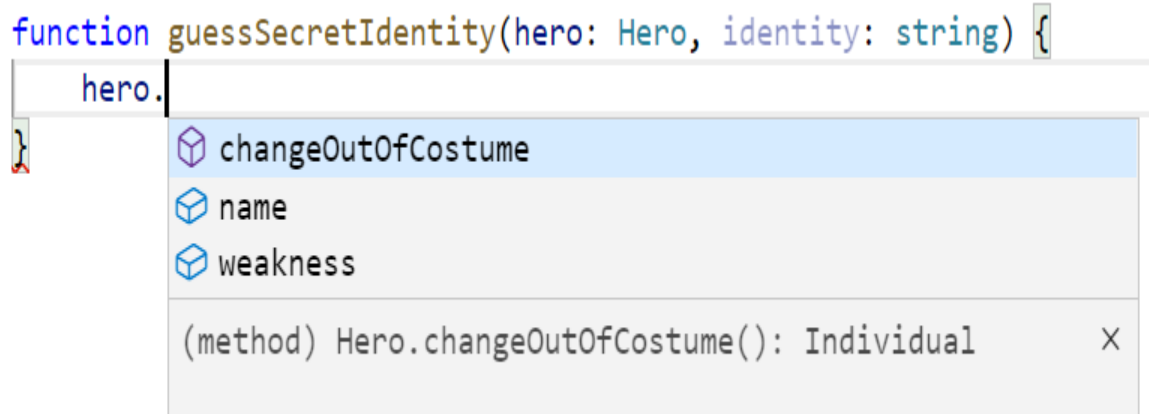 function guessSecretIdentity(hero: Hero, identity: string) {
hero.
}
changeOutOfCostume
name
weakness
(method) Hero.changeOutOfCostume(): Individual